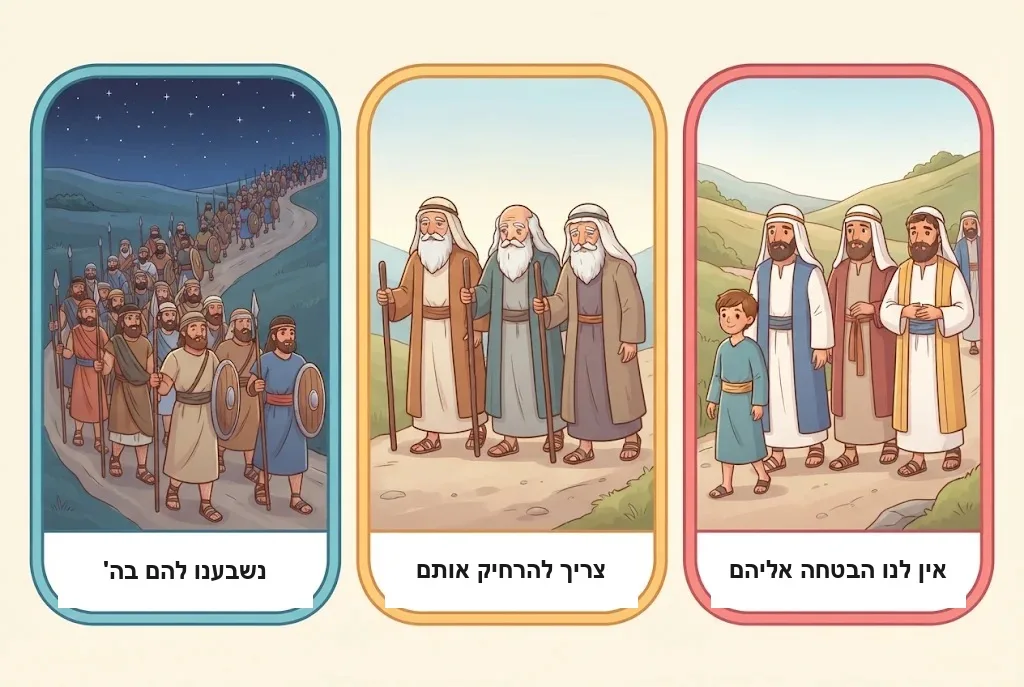 אין לנו הבטחה אליהם
צריך להרחיק אותם
נשבענו להם בה'